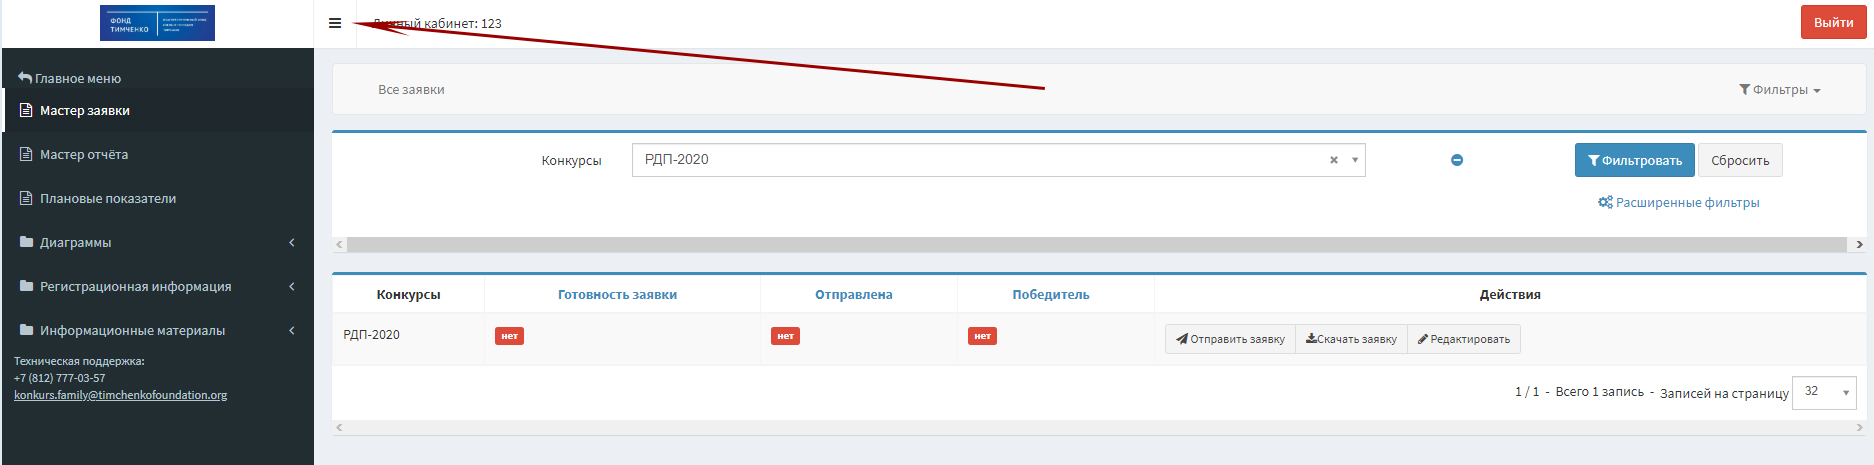 ФОНД
ТИМЧЕНКО
Личный кабинет: 123
Выйти
Главное меню
Мастер заявки
Мастер отчёта
Плановые показатели
Диаграммы
Регистрационная информация
Информационные материалы
Техническая поддержка:
+7 (812) 777-03-57
konkurs.family@timchenkofoundation.org
Все заявки
Фильтры
Конкурсы
РДП-2020
Фильтровать
Сбросить
Расширенные фильтры
Конкурсы Готовность заявки Отправлена Победитель Действия
РДП-2020 нет нет нет Отправить заявку Скачать заявку Редактировать
1 / 1 - Всего 1 запись - Записей на страницу 32